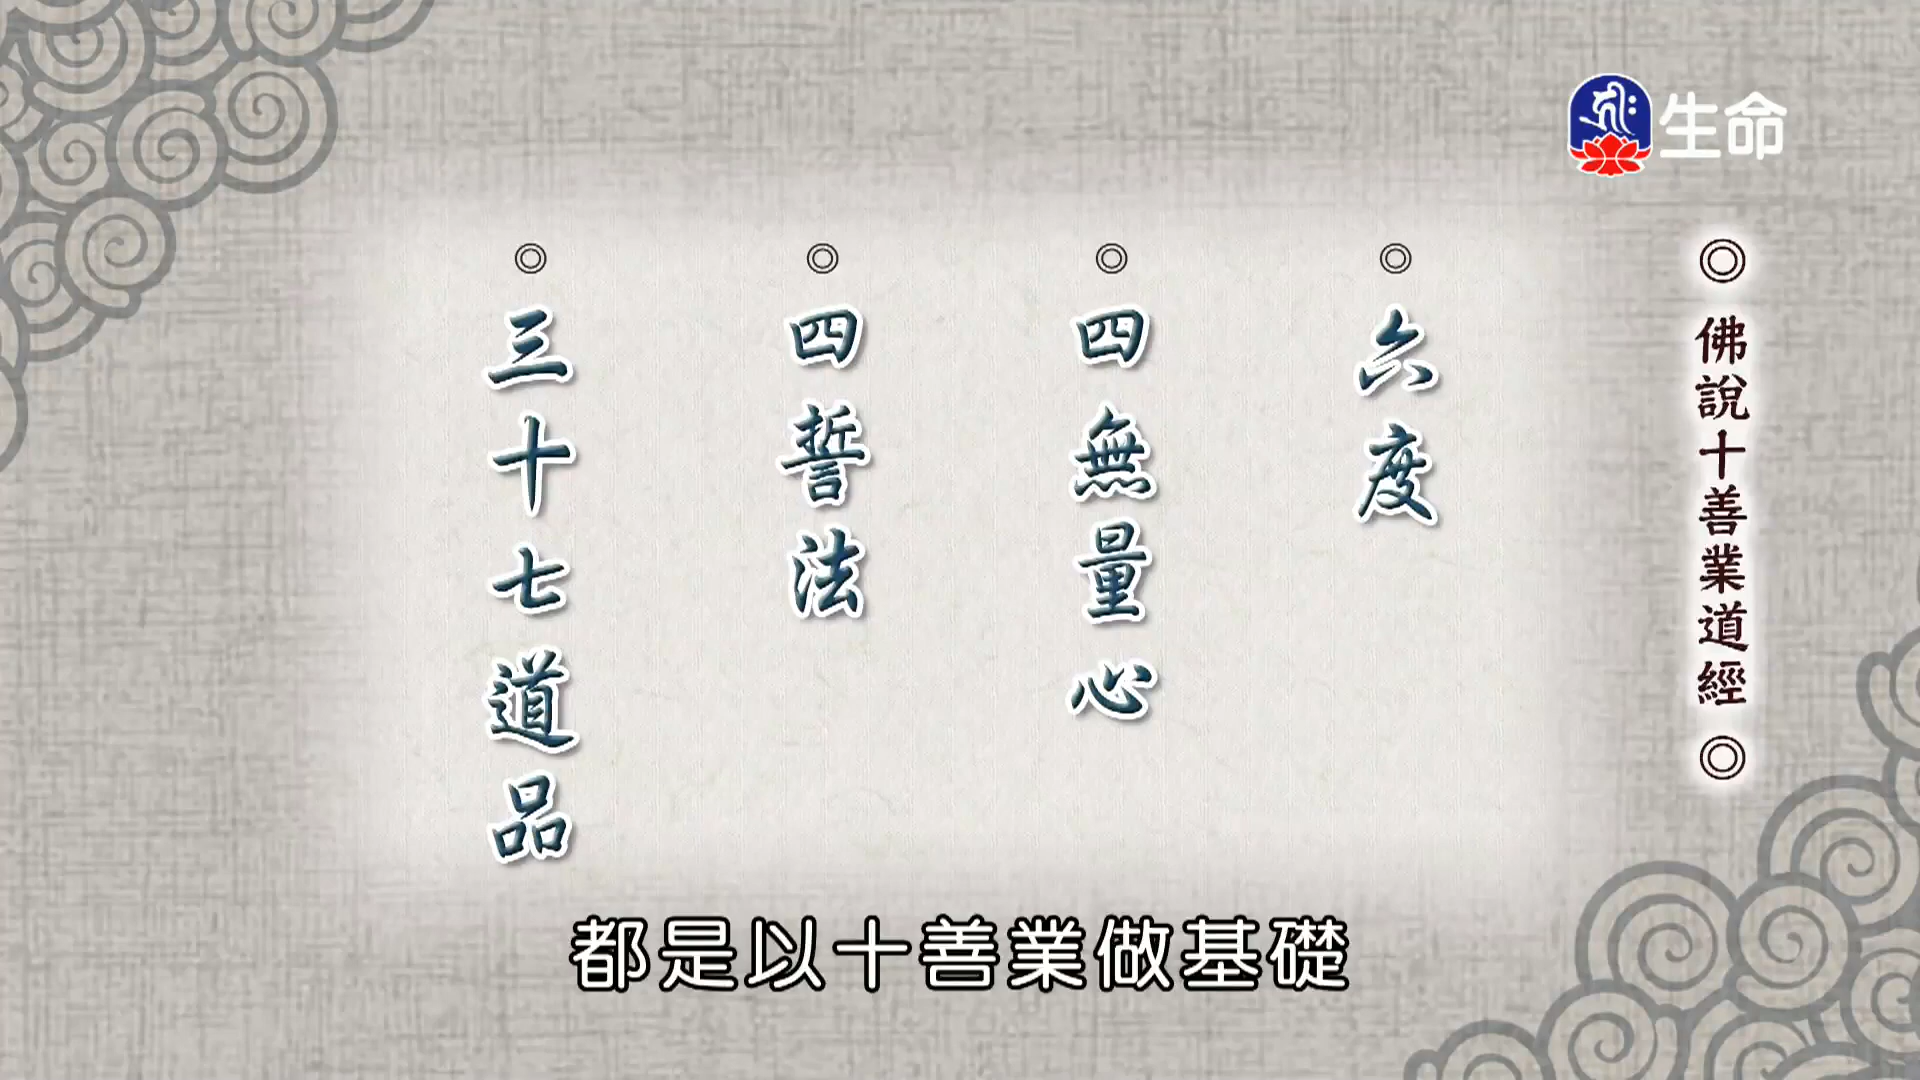 生命
◎佛說十善業道經◎
◎六度
◎四無量心
◎四誓法
◎三十七道品
都是以十善業做基礎